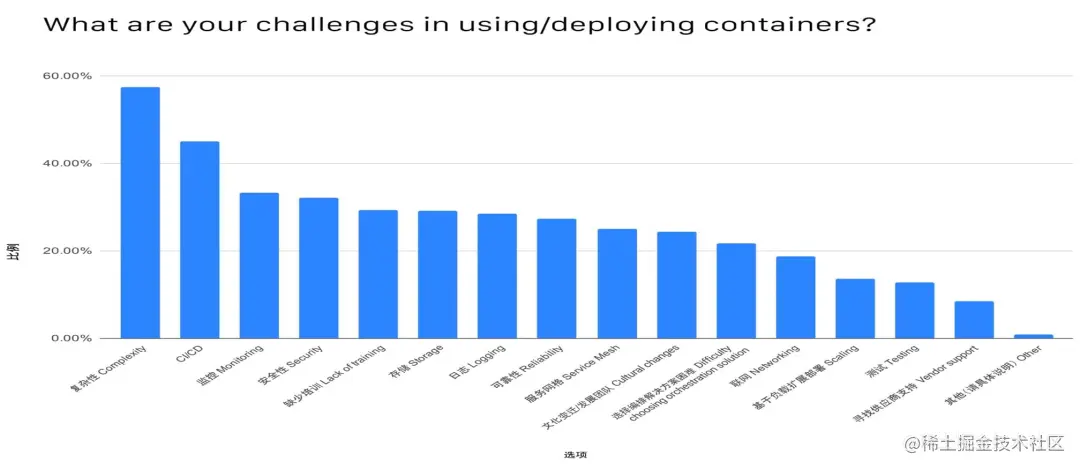 What are your challenges in using/deploying containers?
60.00%
40.00%
20.00%
0.00%
比例
复杂性 Complexity
CI/CD
监控 Monitoring
安全性 Security
缺少培训 Lack of training
存储 Storage
日志 Logging
可靠性 Reliability
服务网格 Service Mesh
文化变迁/发展团队 Cultural changes
选择编排解决方案困难 Difficulty
choosing orchestration solution
联网 Networking
基于负载扩展部署 Scaling
测试 Testing
寻找供应商支持 Vendor support
其他 (请具体说明) Other
选项
@稀土掘金技术社区